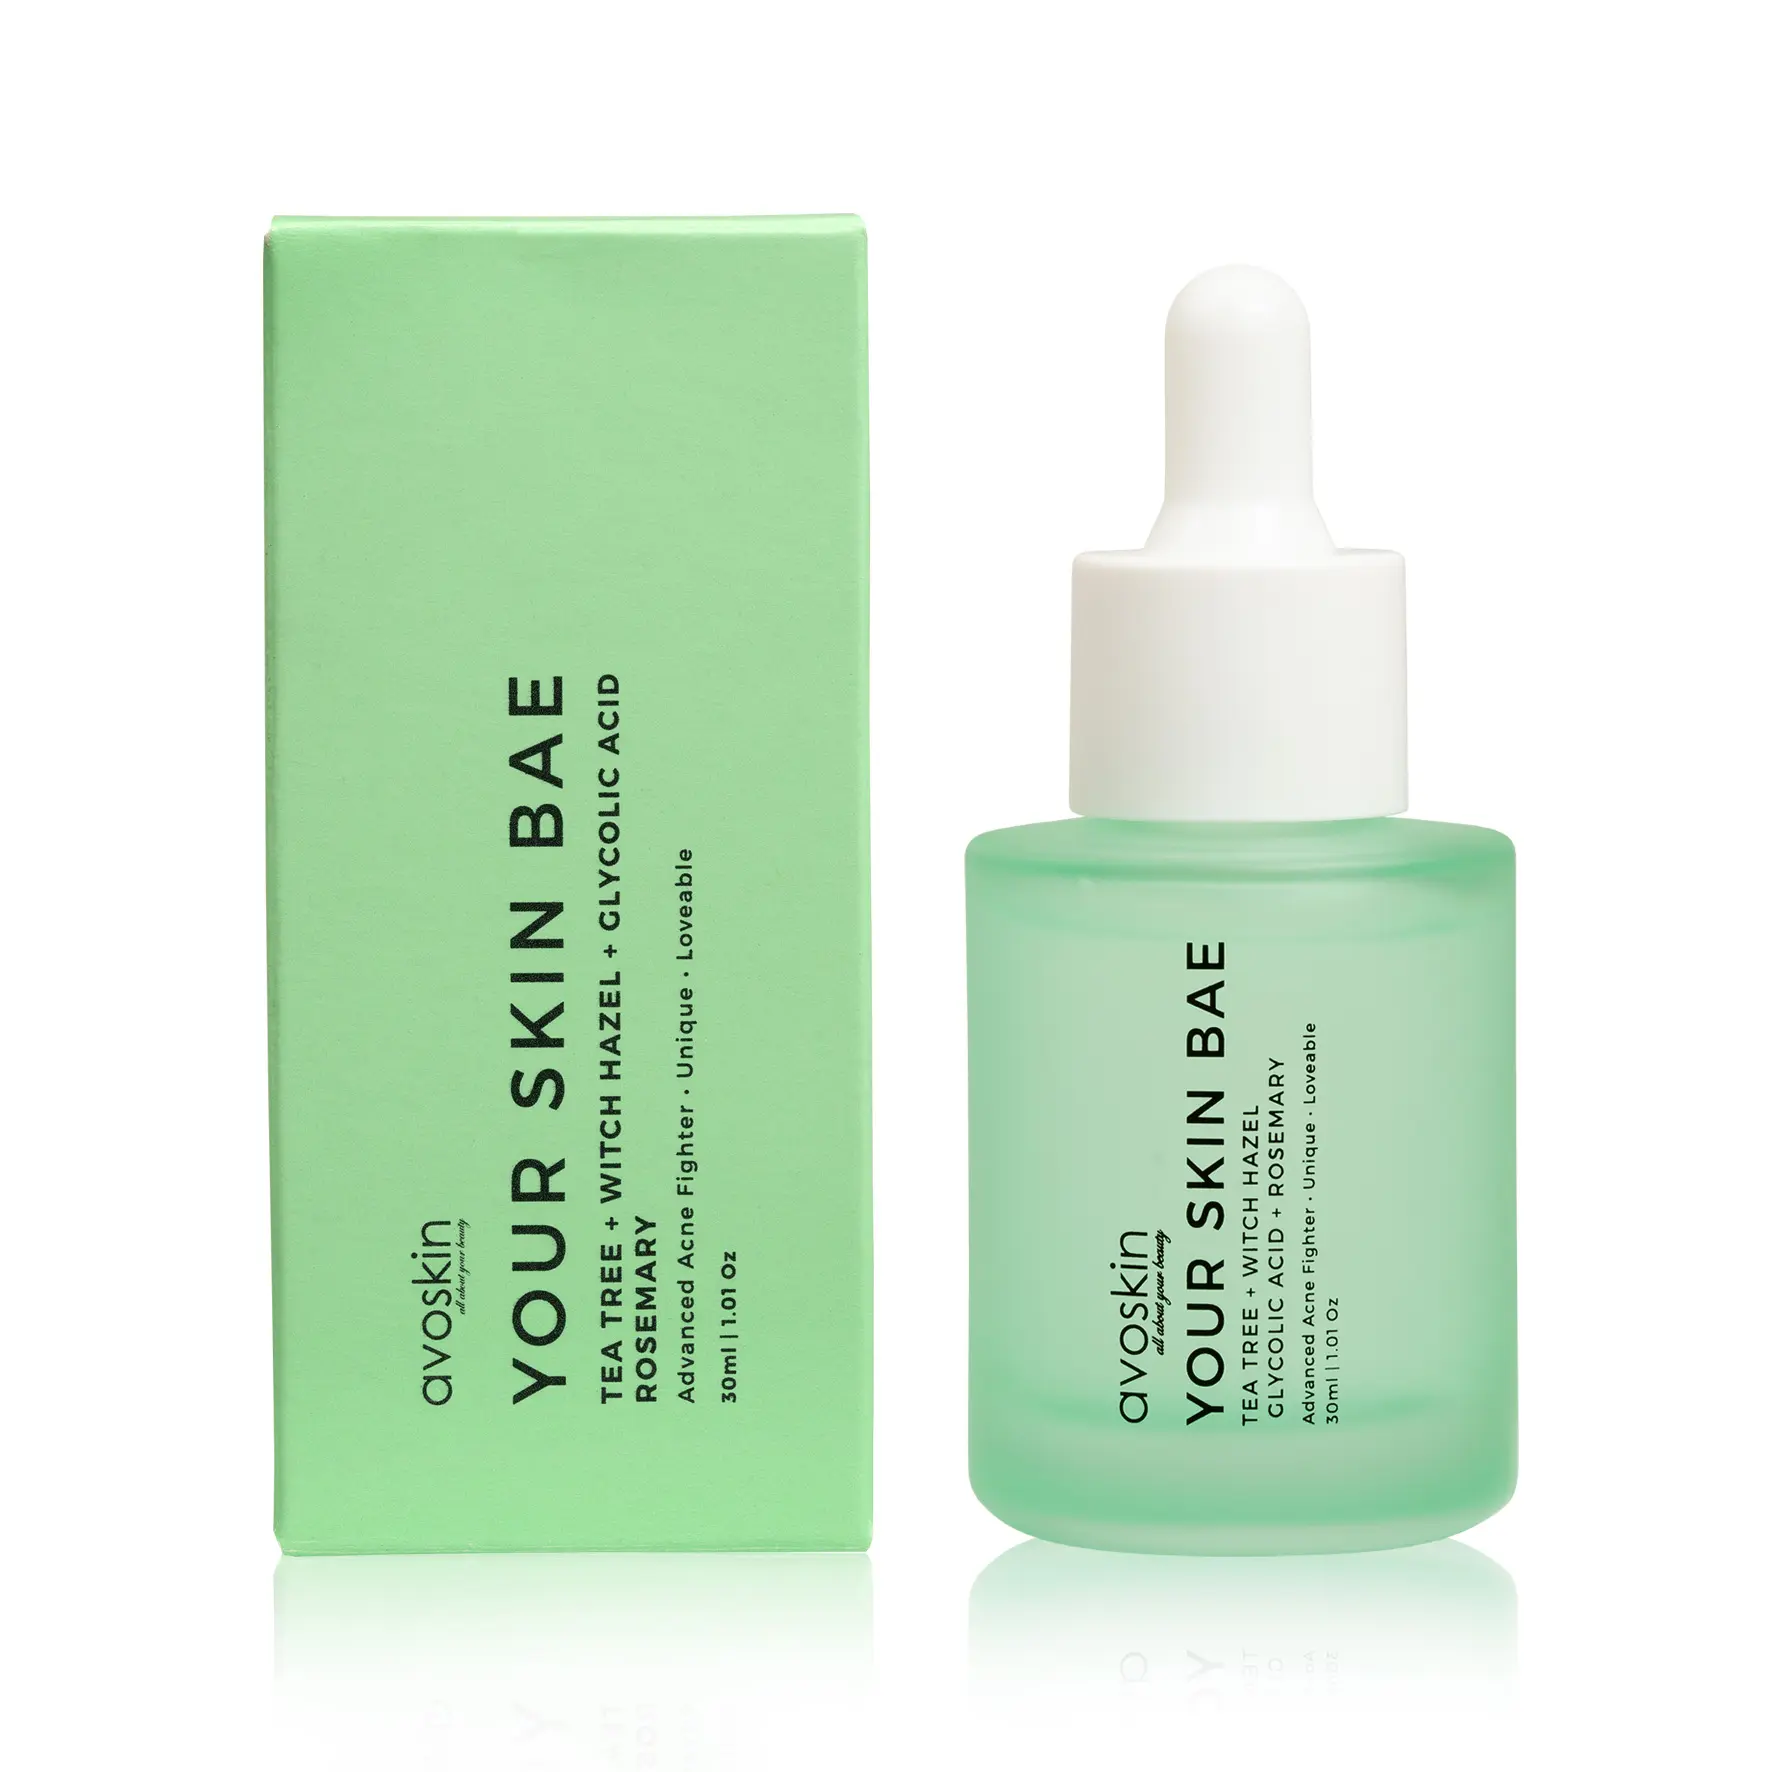 avoskin
all about your beauty
YOUR SKIN BAE
TEA TREE + WITCH HAZEL + GLYCOLIC ACID
ROSEMARY
Advanced Acne Fighter · Unique · Loveable
30ml | 1.01 Oz
avoskin
all about your beauty
YOUR SKIN BAE
TEA TREE + WITCH HAZEL
GLYCOLIC ACID + ROSEMARY
Advanced Acne Fighter · Unique · Loveable
30ml | 1.01 Oz